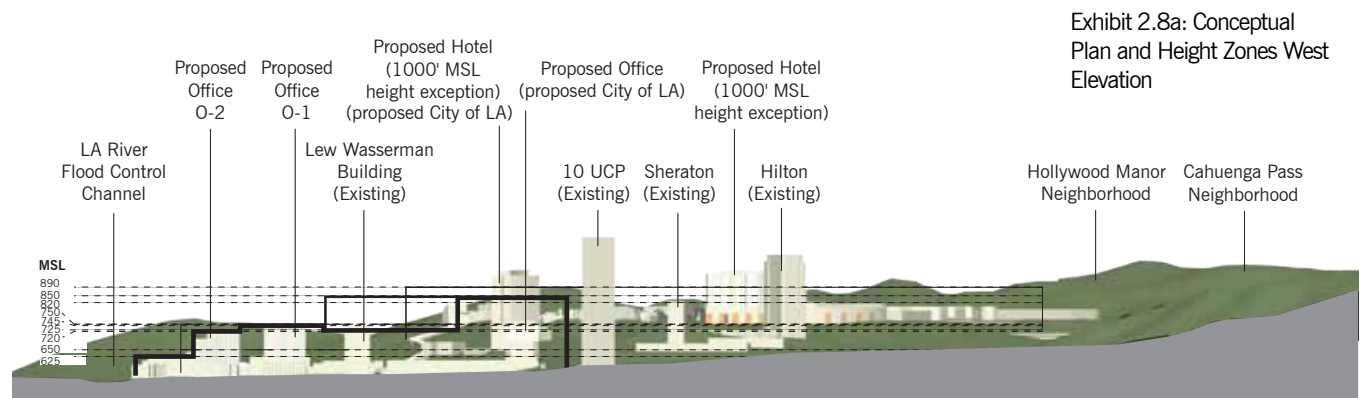 Exhibit 2.8a: Conceptual
Plan and Height Zones West
Elevation
LA River
Flood Control
Channel
Proposed
Office
O-2
Proposed
Office
O-1
Lew Wasserman
Building
(Existing)
Proposed Hotel
(1000' MSL
height exception)
(proposed City of LA)
Proposed Office
(proposed City of LA)
10 UCP
(Existing)
Sheraton
(Existing)
Proposed Hotel
(1000' MSL
height exception)
Hilton
(Existing)
Hollywood Manor
Neighborhood
Cahuenga Pass
Neighborhood
MSL
890
850
820
750
745
725
720
650
625